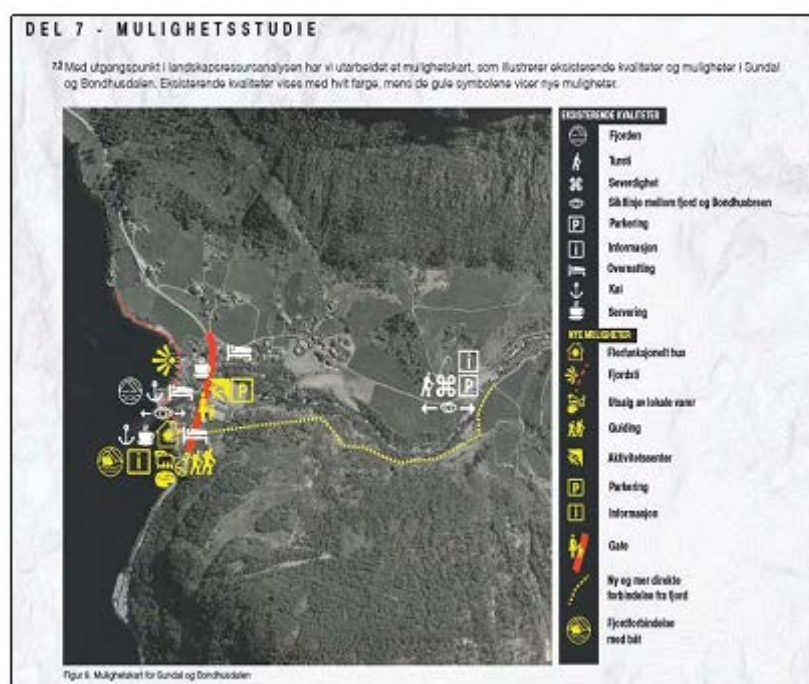 DEL 7 - MULIGHETSSTUDIE
7.2 Med utgangspunkt i landskapsressursanalysen har vi utarbeidet et mulighetskart, som illustrerer eksisterende kvaliteter og muligheter i Sundal
og Bondhusdalen. Eksisterende kvaliteter vises med hvit farge, mens de gule symbolene viser nye muligheter.
EKSISTERENDE KVALITETER
Fjorden
Tursti
Severdighet
Siktlinje mellom fjord og Bondhusbreen
P Parkering
i Informasjon
Overnatting
Kai
Servering
NYE MULIGHETER
Flerfunksjonelt hus
Fjordsti
Utsalg av lokale varer
Guiding
Aktivitetssenter
P Parkering
i Informasjon
Gate
Ny og mer direkte
forbindelse fra fjord
Fjordforbindelse
med båt
i
P
P
i
Figur 9. Mulighetskart for Sundal og Bondhusdalen